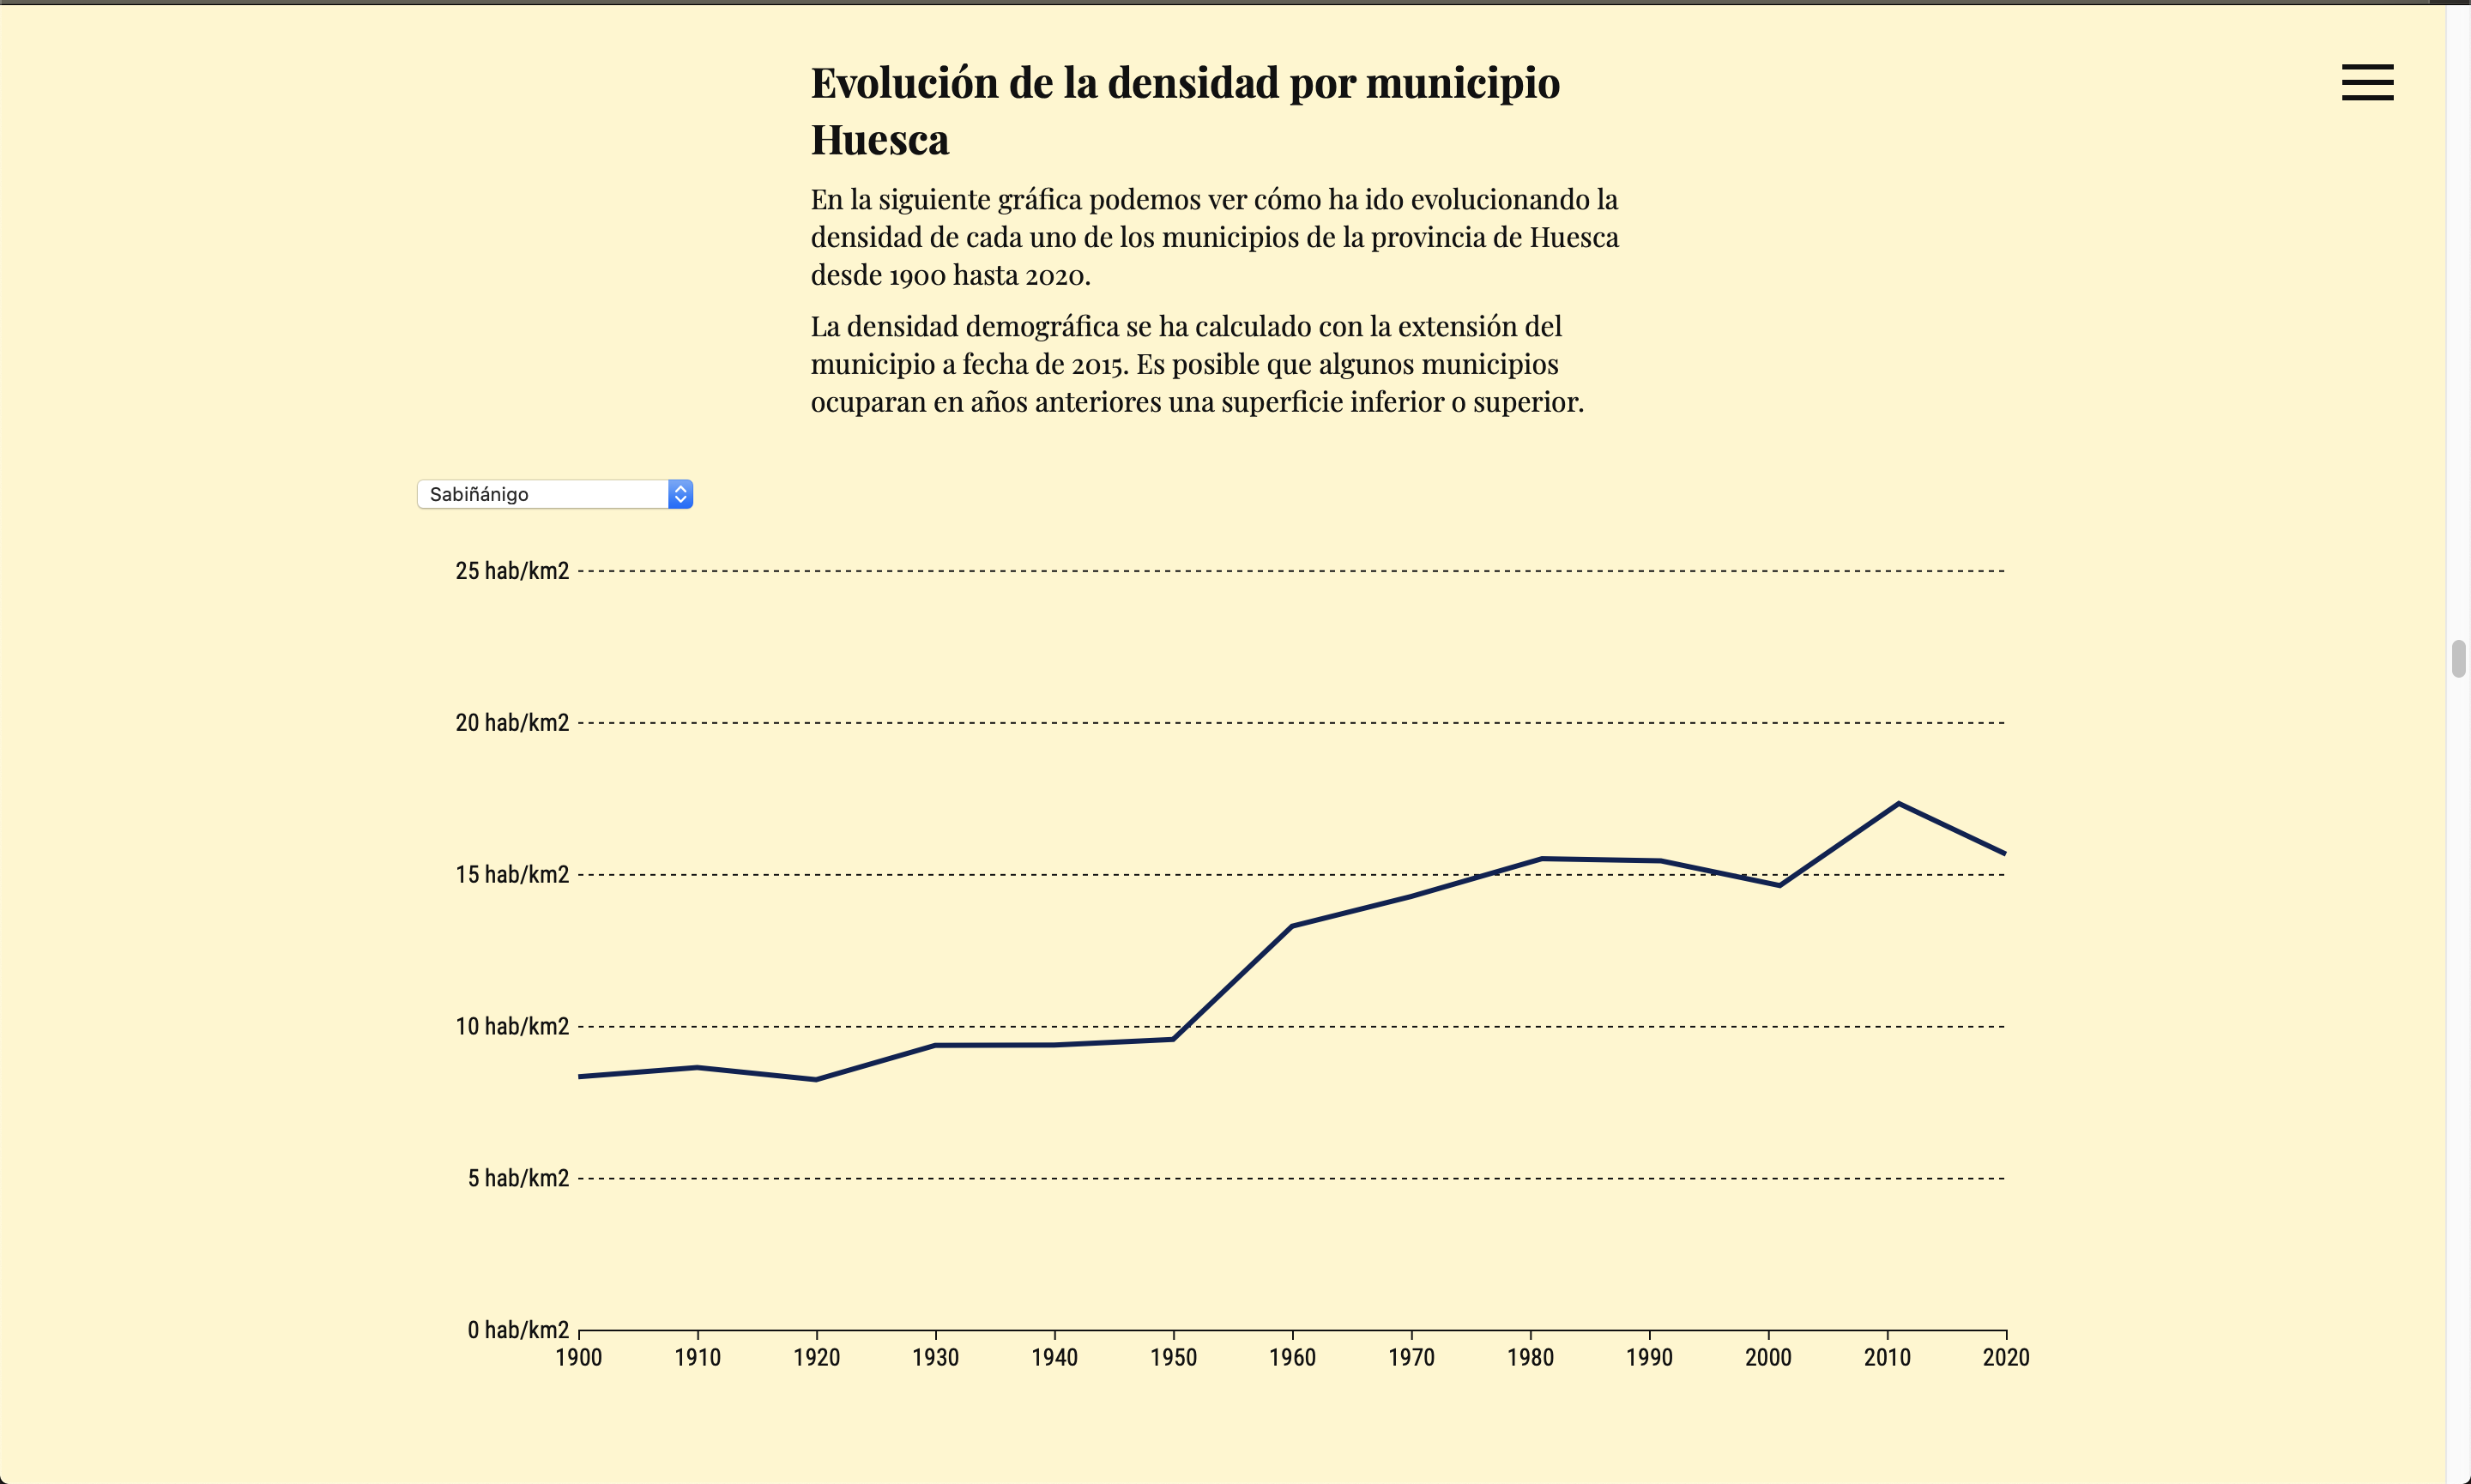 Evolución de la densidad por municipio
Huesca
En la siguiente gráfica podemos ver cómo ha ido evolucionando la
densidad de cada uno de los municipios de la provincia de Huesca
desde 1900 hasta 2020.
La densidad demográfica se ha calculado con la extensión del
municipio a fecha de 2015. Es posible que algunos municipios
ocuparan en años anteriores una superficie inferior o superior.
Sabiñánigo
25 hab/km2
20 hab/km2
15 hab/km2
10 hab/km2
5 hab/km2
0 hab/km2
1900 1910 1920 1930 1940 1950 1960 1970 1980 1990 2000 2010 2020